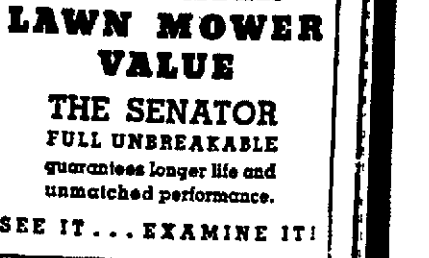 LAWN MOWER
VALUE
THE SENATOR
FULL UNBREAKABLE
guarantees longer life and
unmatched performance.
SEE IT...EXAMINE IT!